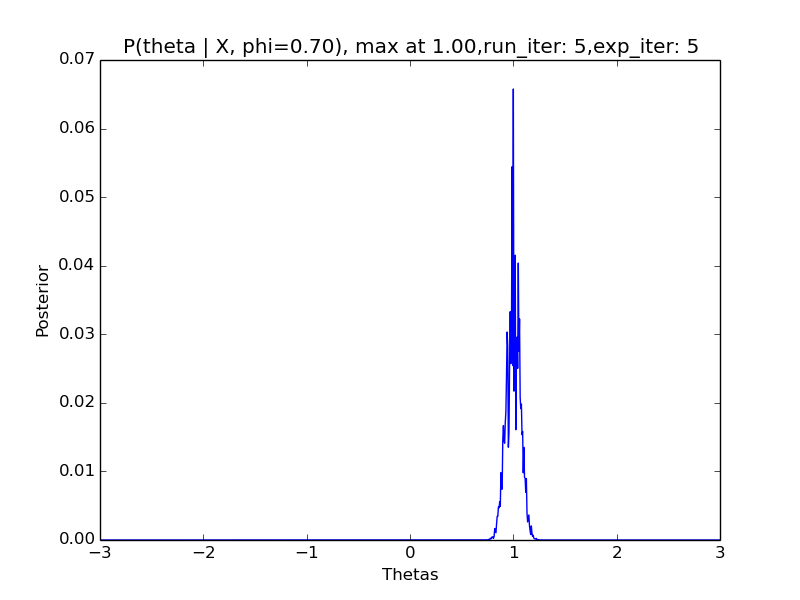 P(theta | X, phi=0.70), max at 1.00,run_iter: 5,exp_iter: 5
0.07
0.06
0.05
0.04
0.03
0.02
0.01
0.00
Posterior
−3 −2 −1 0 1 2 3
Thetas